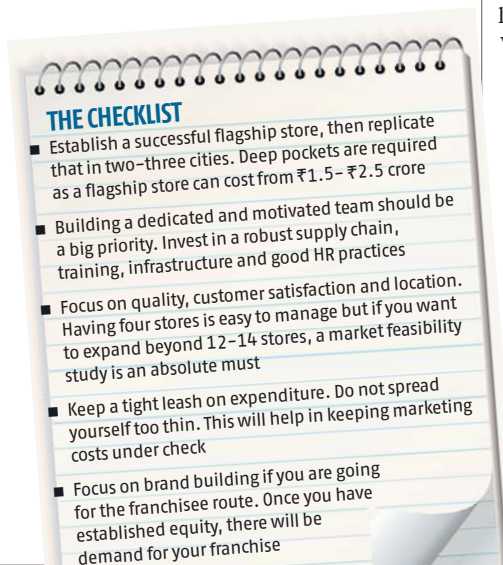 THE CHECKLIST
■ Establish a successful flagship store, then replicate
that in two–three cities. Deep pockets are required
as a flagship store can cost from ₹1.5– ₹2.5 crore
■ Building a dedicated and motivated team should be
a big priority. Invest in a robust supply chain,
training, infrastructure and good HR practices
■ Focus on quality, customer satisfaction and location.
Having four stores is easy to manage but if you want
to expand beyond 12–14 stores, a market feasibility
study is an absolute must
■ Keep a tight leash on expenditure. Do not spread
yourself too thin. This will help in keeping marketing
costs under check
■ Focus on brand building if you are going
for the franchisee route. Once you have
established equity, there will be
demand for your franchise